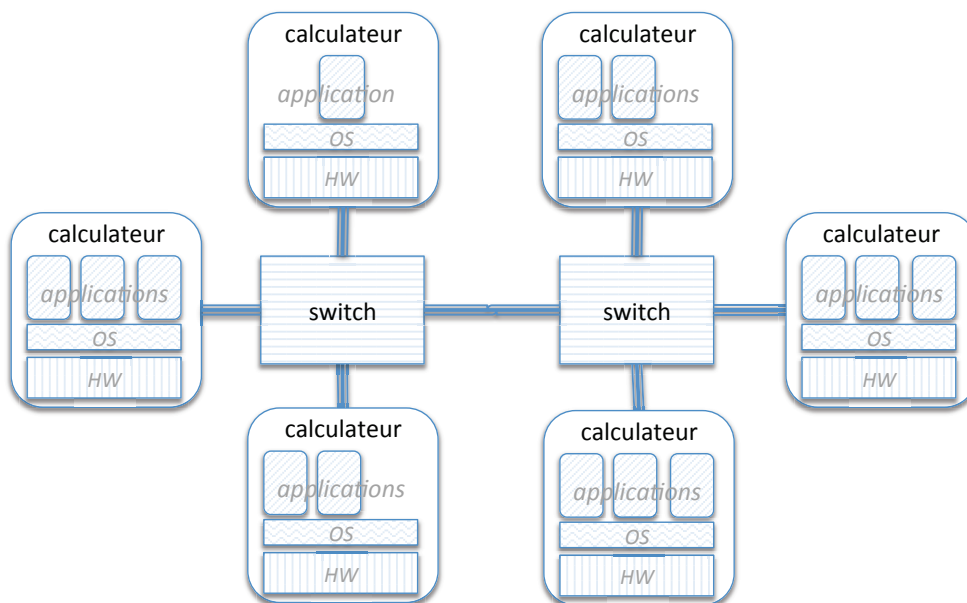 calculateur
application
OS
HW
calculateur
applications
OS
HW
calculateur
applications
OS
HW
switch
switch
calculateur
applications
OS
HW
calculateur
applications
OS
HW
calculateur
applications
OS
HW